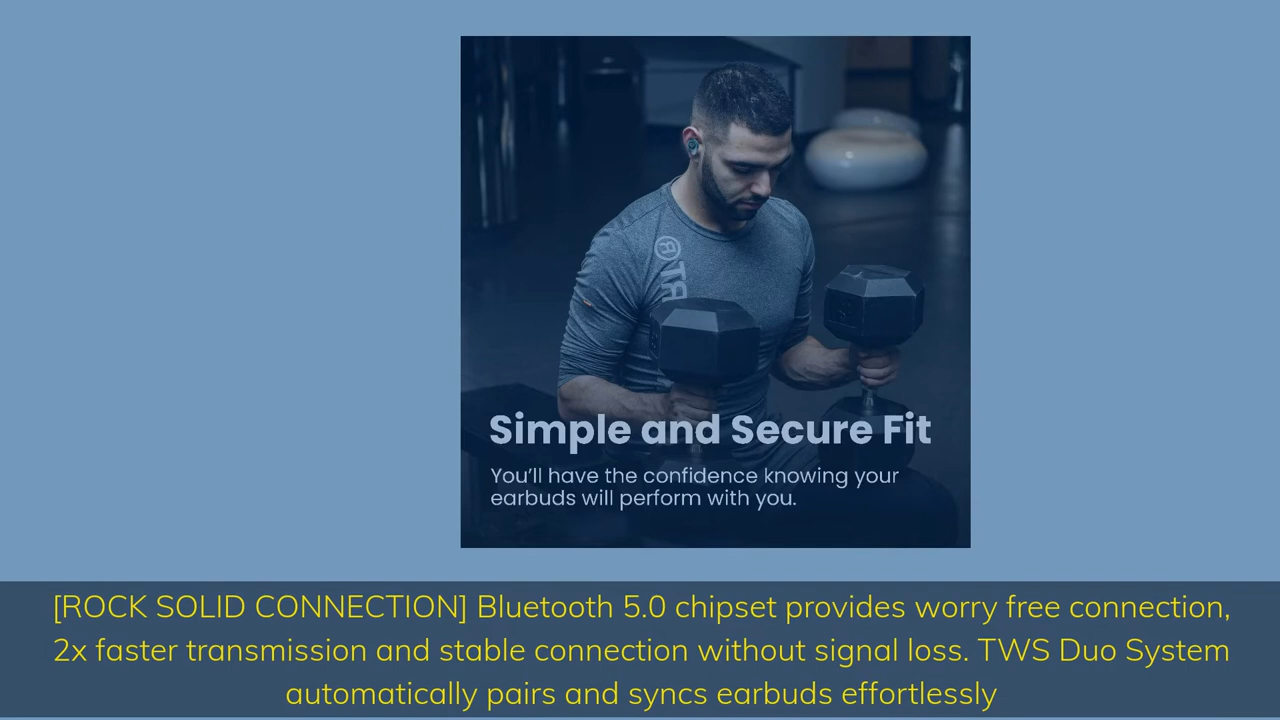 Simple and Secure Fit
You'll have the confidence knowing your
earbuds will perform with you.
[ROCK SOLID CONNECTION] Bluetooth 5.0 chipset provides worry free connection,
2x faster transmission and stable connection without signal loss. TWS Duo System
automatically pairs and syncs earbuds effortlessly